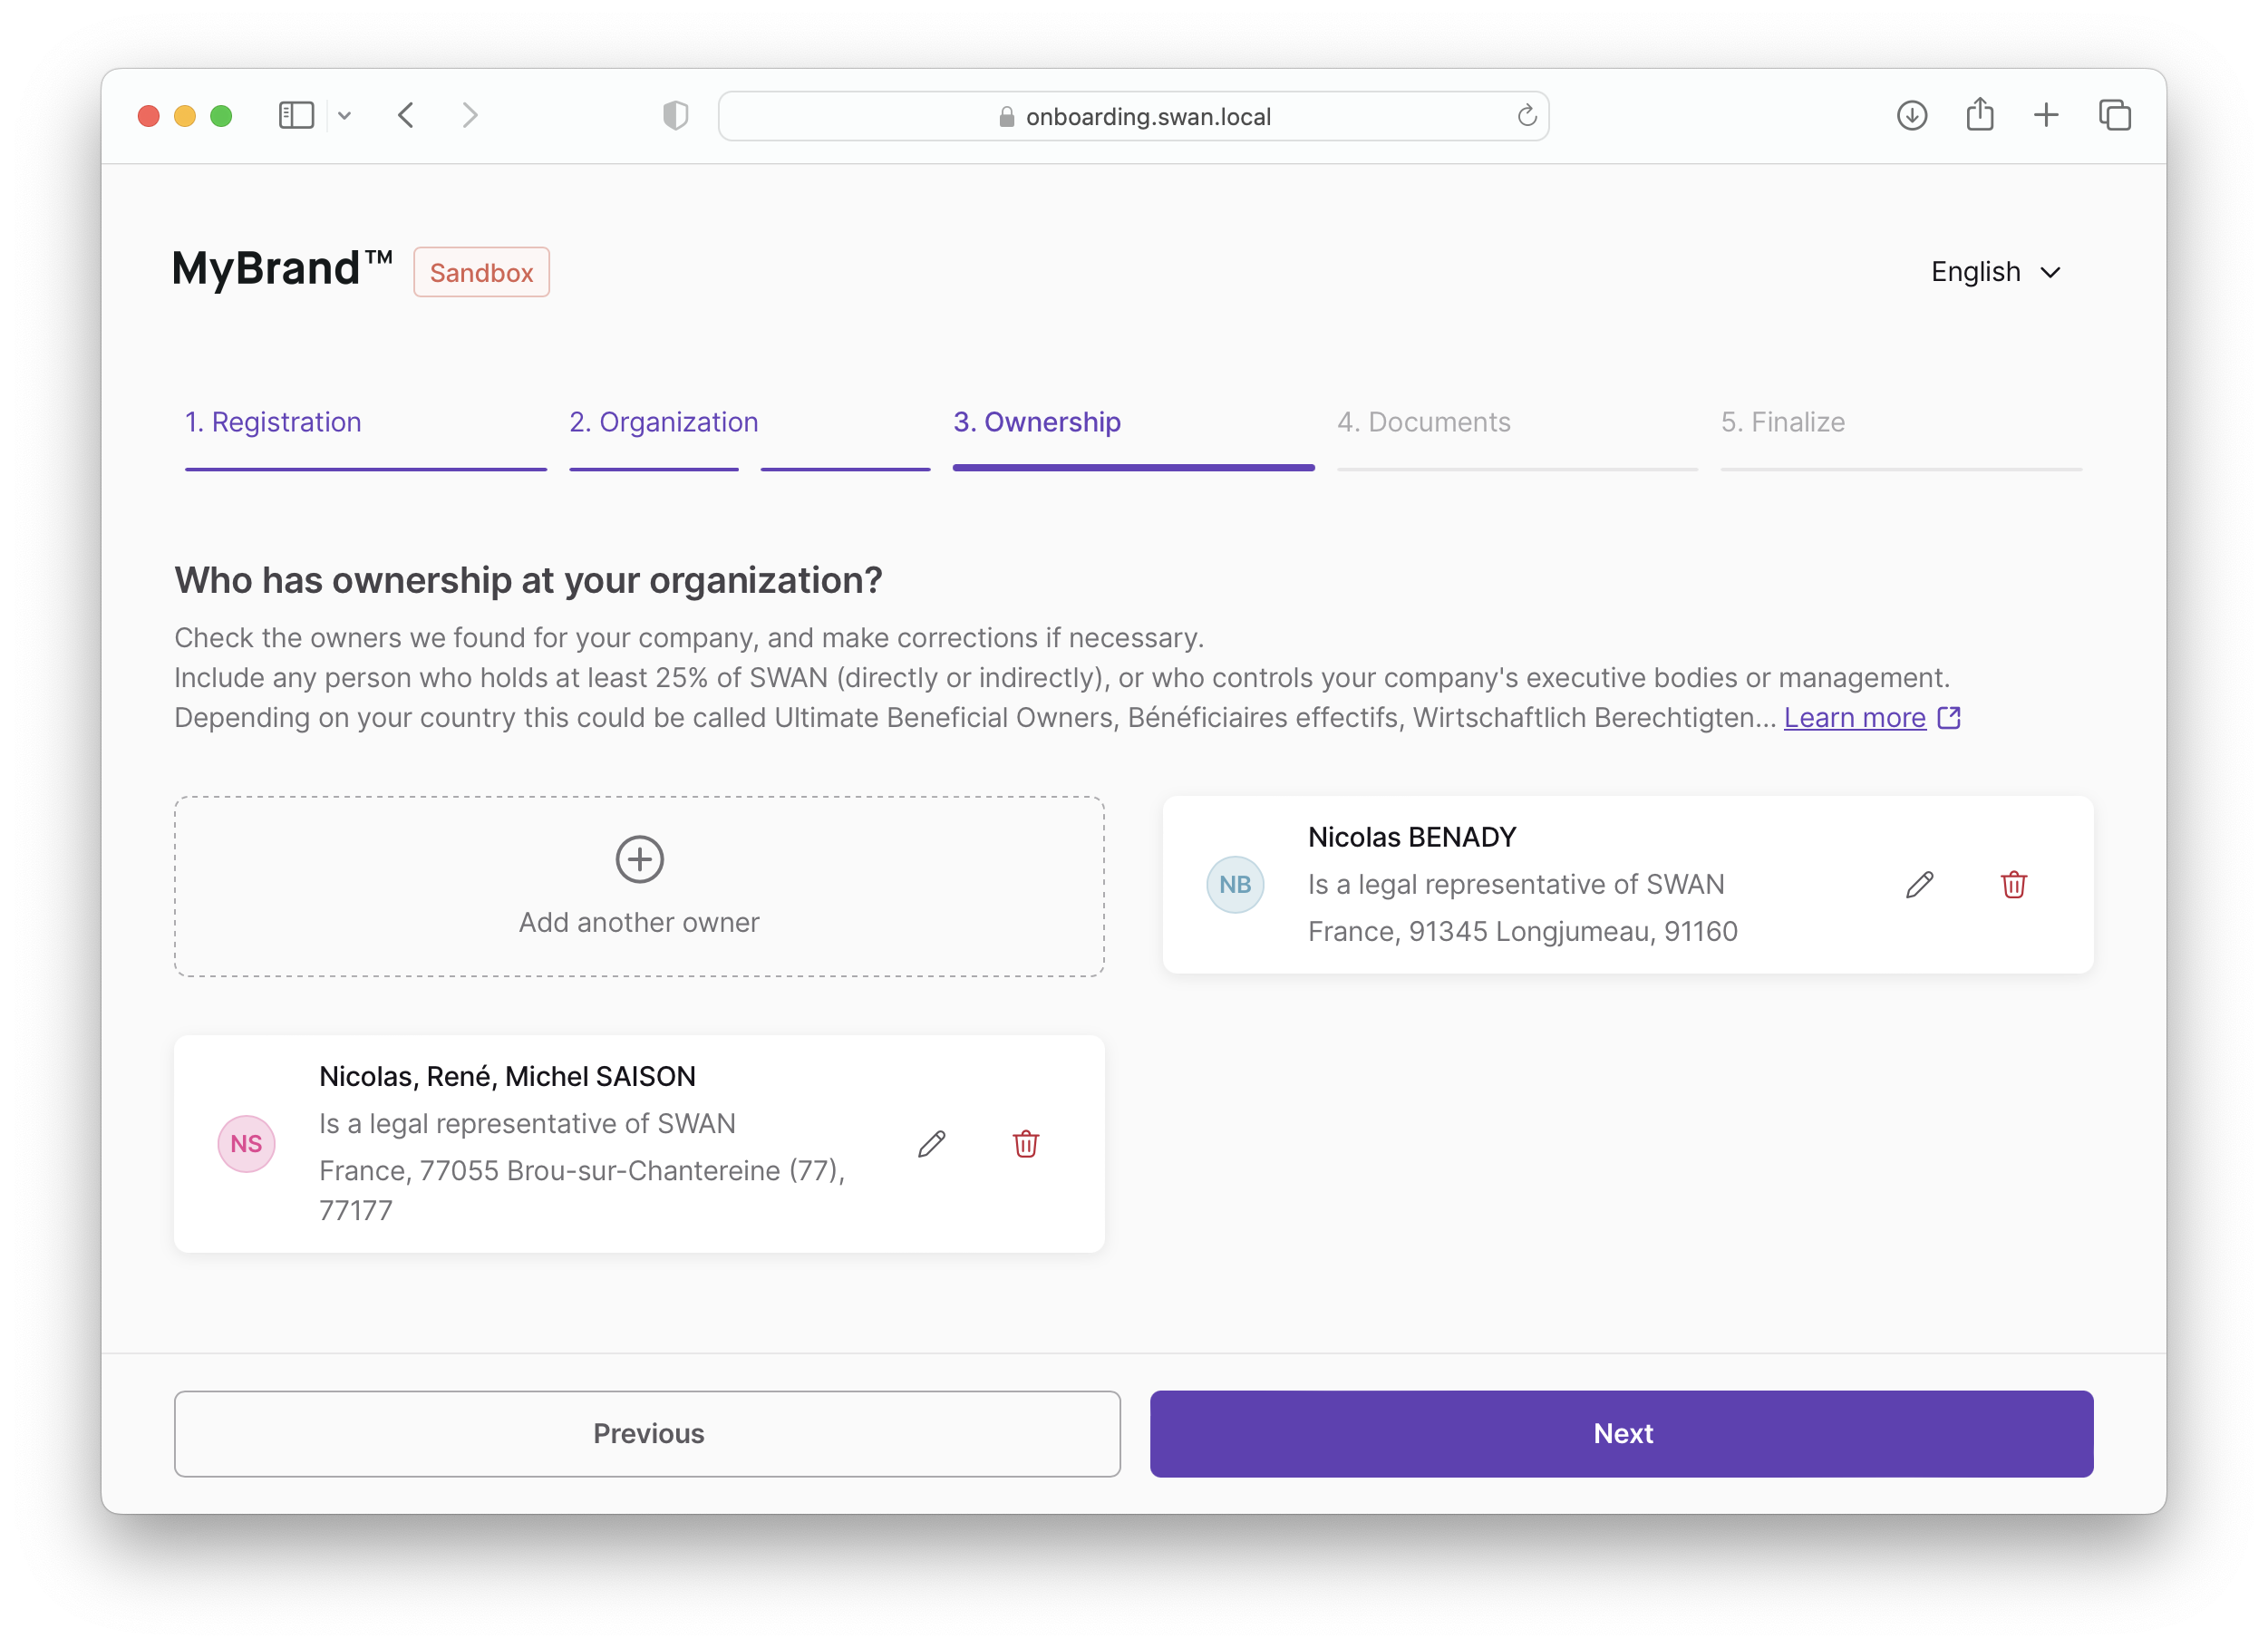 onboarding.swan.local
MyBrand™
Sandbox
English
1. Registration
2. Organization
3. Ownership
4. Documents
5. Finalize
Who has ownership at your organization?
Check the owners we found for your company, and make corrections if necessary.
Include any person who holds at least 25% of SWAN (directly or indirectly), or who controls your company's executive bodies or management.
Depending on your country this could be called Ultimate Beneficial Owners, Bénéficiaires effectifs, Wirtschaftlich Berechtigten... Learn more
Add another owner
NB
Nicolas BENADY
Is a legal representative of SWAN
France, 91345 Longjumeau, 91160
NS
Nicolas, René, Michel SAISON
Is a legal representative of SWAN
France, 77055 Brou-sur-Chantereine (77),
77177
Previous
Next